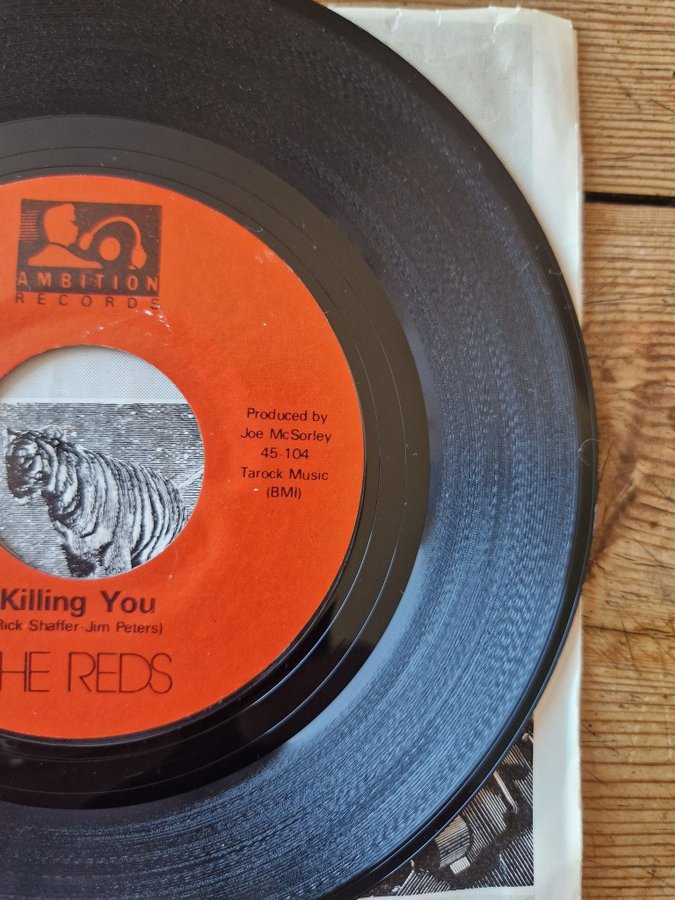 AMBITION
RECORDS
Produced by
Joe McSorley
45-104
Tarock Music
(BMI)
Killing You
Rick Shaffer-Jim Peters)
HE REDS